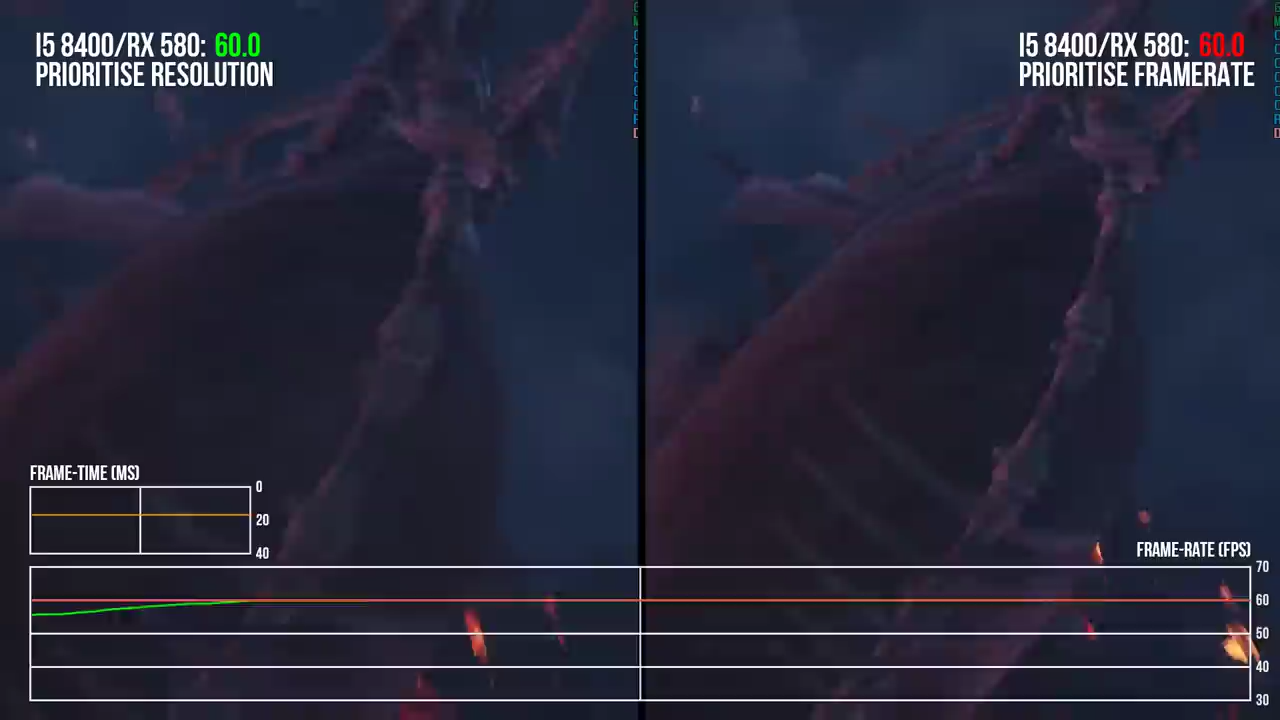 I5 8400/RX 580: 60.0
PRIORITISE RESOLUTION
I5 8400/RX 580: 60.0
PRIORITISE FRAMERATE
FRAME-TIME (MS)
0
20
40
FRAME-RATE (FPS)
70
60
50
40
30